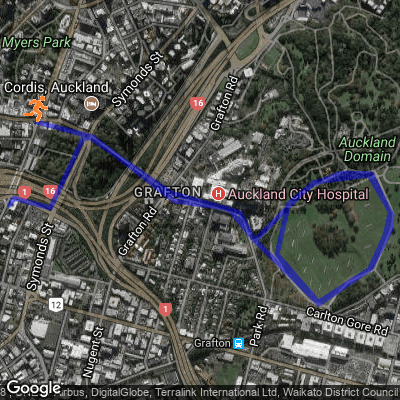 Myers Park
Symonds St
Cordis, Auckland
16
Grafton Rd
Auckland
Domain
GRAFTON
Auckland City Hospital
1
16
Symonds St
Grafton Rd
12
1
Carlton Gore Rd
Park Rd
Grafton
Nugent St
Google
8
irbus, DigitalGlobe, Terralink International Ltd, Waikato District Council